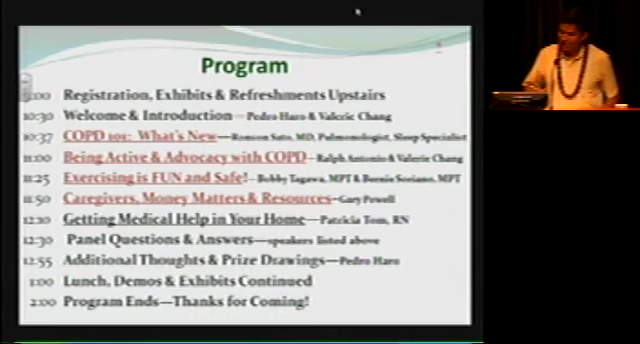 Program
9:00 Registration, Exhibits & Refreshments Upstairs
10:30 Welcome & Introduction – Pedro Haro & Valerie Chang
10:37 COPD 101: What's New—Ronson Sato, MD, Pulmonologist, Sleep Specialist
11:00 Being Active & Advocacy with COPD – Ralph Antonio & Valerie Chang
11:25 Exercising is FUN and Safe! – Bobby Tagawa, MPT & Bernie Soriano, MPT
11:50 Caregivers, Money Matters & Resources–Gary Powell
12:10 Getting Medical Help in Your Home—Patricia Tom, RN
12:30 Panel Questions & Answers—speakers listed above
12:55 Additional Thoughts & Prize Drawings—Pedro Haro
1:00 Lunch, Demos & Exhibits Continued
2:00 Program Ends—Thanks for Coming!